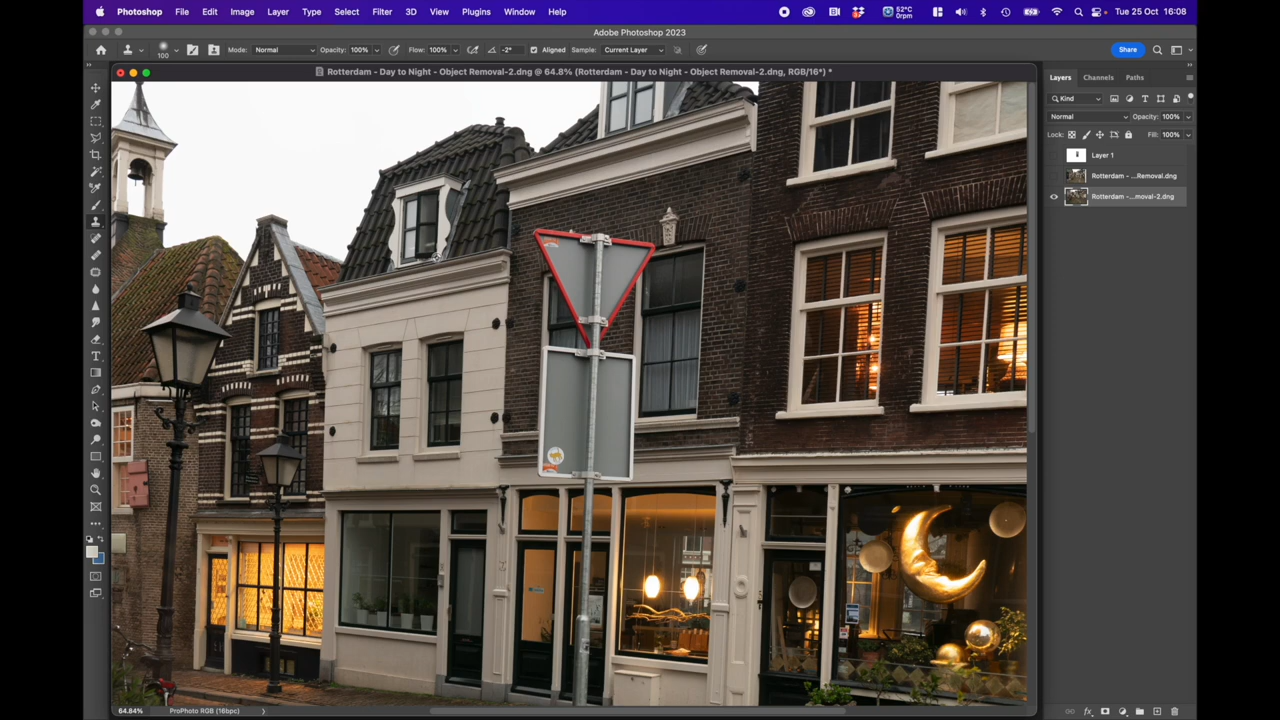 Photoshop File Edit Image Layer Type Select Filter 3D View Plugins Window Help
52°C
0rpm
Tue 25 Oct 16:08
Adobe Photoshop 2023
100
Mode: Normal
Opacity: 100%
Flow: 100%
-2°
Aligned
Sample: Current Layer
Share
Rotterdam - Day to Night - Object Removal-2.dng @ 64.8% (Rotterdam - Day to Night - Object Removal-2.dng, RGB/16*) *
Layers Channels Paths
Kind
Normal
Opacity: 100%
Lock:
Fill: 100%
Layer 1
Rotterdam - ...Removal.dng
Rotterdam -...moval-2.dng
64.84%
ProPhoto RGB (16bpc)